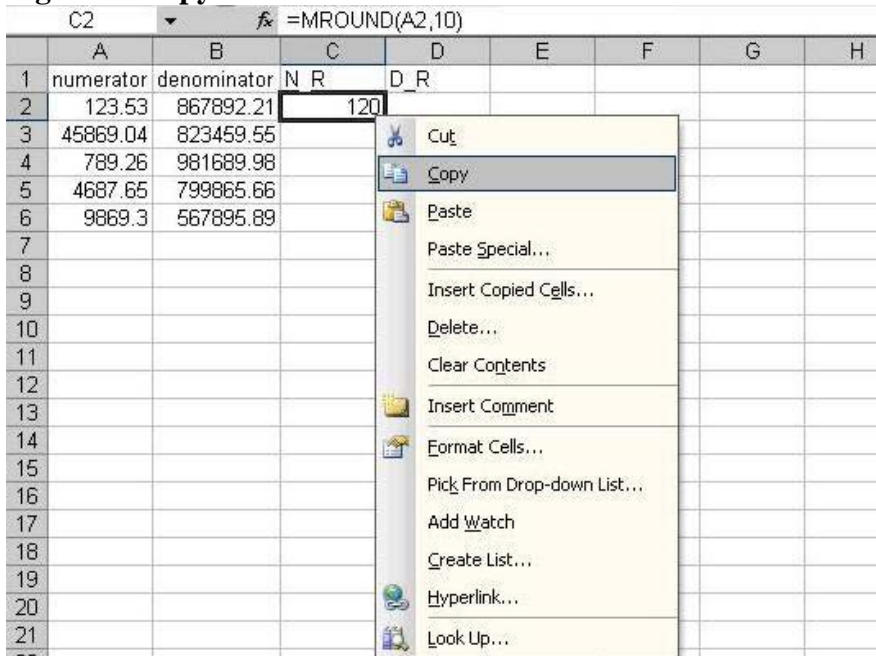 C2 fx =MROUND(A2,10)
A B C D E F G H
1 numerator denominator N_R D_R
2 123.53 867892.21 120
3 45869.04 823459.55
4 789.26 981689.98
5 4687.65 799865.66
6 9869.3 567895.89
7
8
9
10
11
12
13
14
15
16
17
18
19
20
21
Cut
Copy
Paste
Paste Special...
Insert Copied Cells...
Delete...
Clear Contents
Insert Comment
Format Cells...
Pick From Drop-down List...
Add Watch
Create List...
Hyperlink...
Look Up...